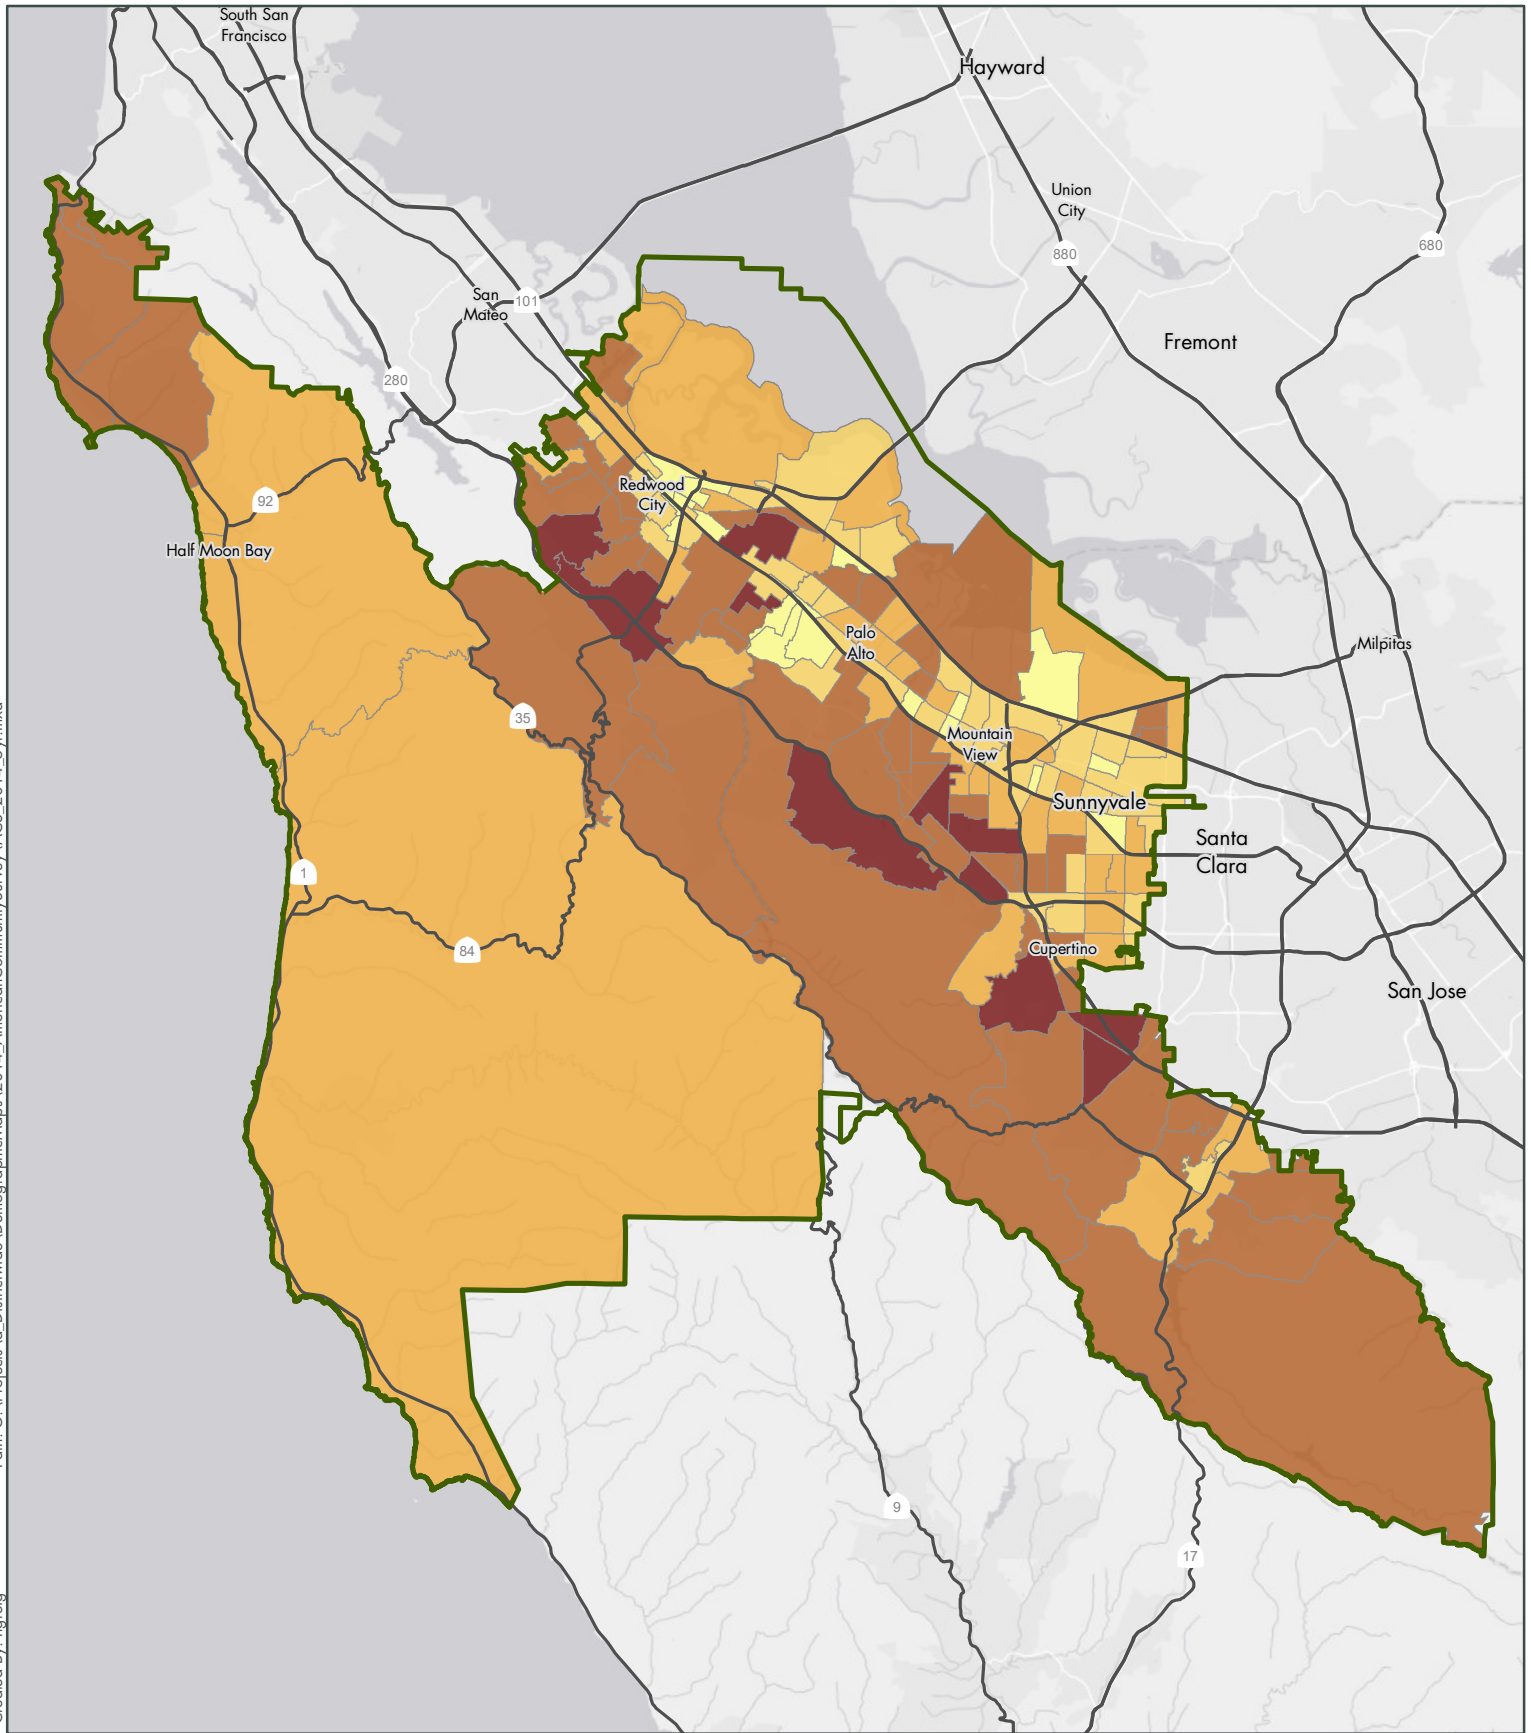 South San
Francisco
Hayward
Union
City
880
680
San
Mateo
101
Fremont
280
Redwood
City
92
Half Moon Bay
Palo
Alto
Milpitas
35
Mountain
View
Sunnyvale
Santa
Clara
1
84
Cupertino
San Jose
9
17